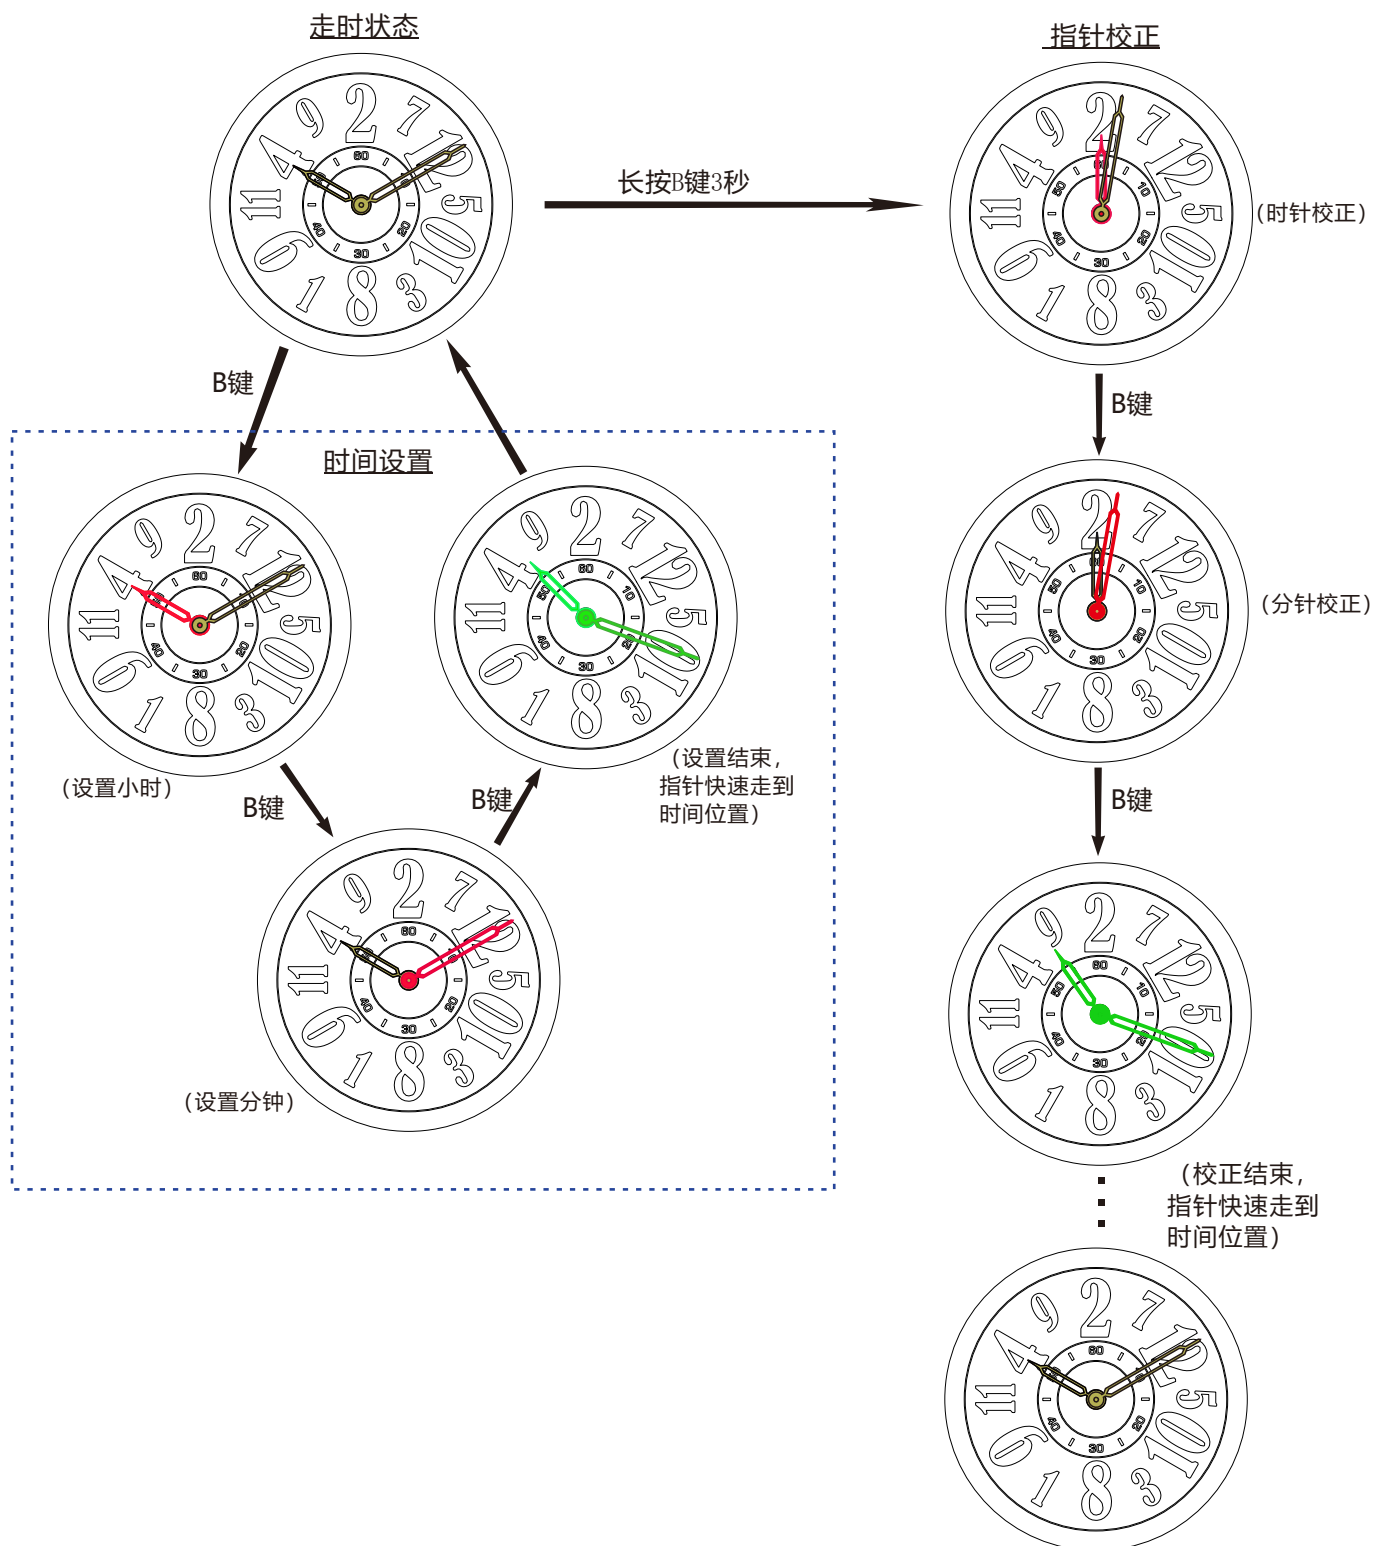 走时状态
指针校正
长按B键3秒
(时针校正)
B键
B键
时间设置
(分针校正)
(设置小时)
(设置结束，
指针快速走到
时间位置)
B键
B键
B键
(设置分钟)
(校正结束，
指针快速走到
时间位置)